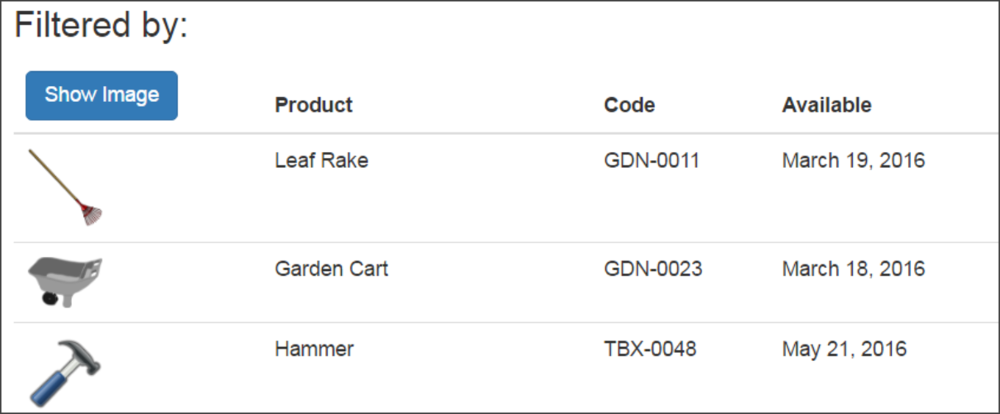 Filtered by:
Show Image Product Code Available
Leaf Rake GDN-0011 March 19, 2016
Garden Cart GDN-0023 March 18, 2016
Hammer TBX-0048 May 21, 2016